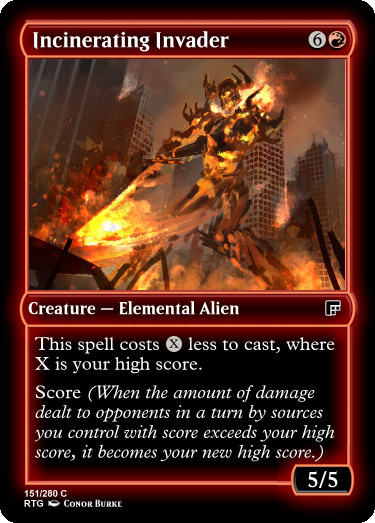 Incinerating Invader 6
Creature — Elemental Alien
This spell costs X less to cast, where
X is your high score.
Score (When the amount of damage
dealt to opponents in a turn by sources
you control with score exceeds your high
score, it becomes your new high score.)
5/5
151/280 C
RTG Conor Burke